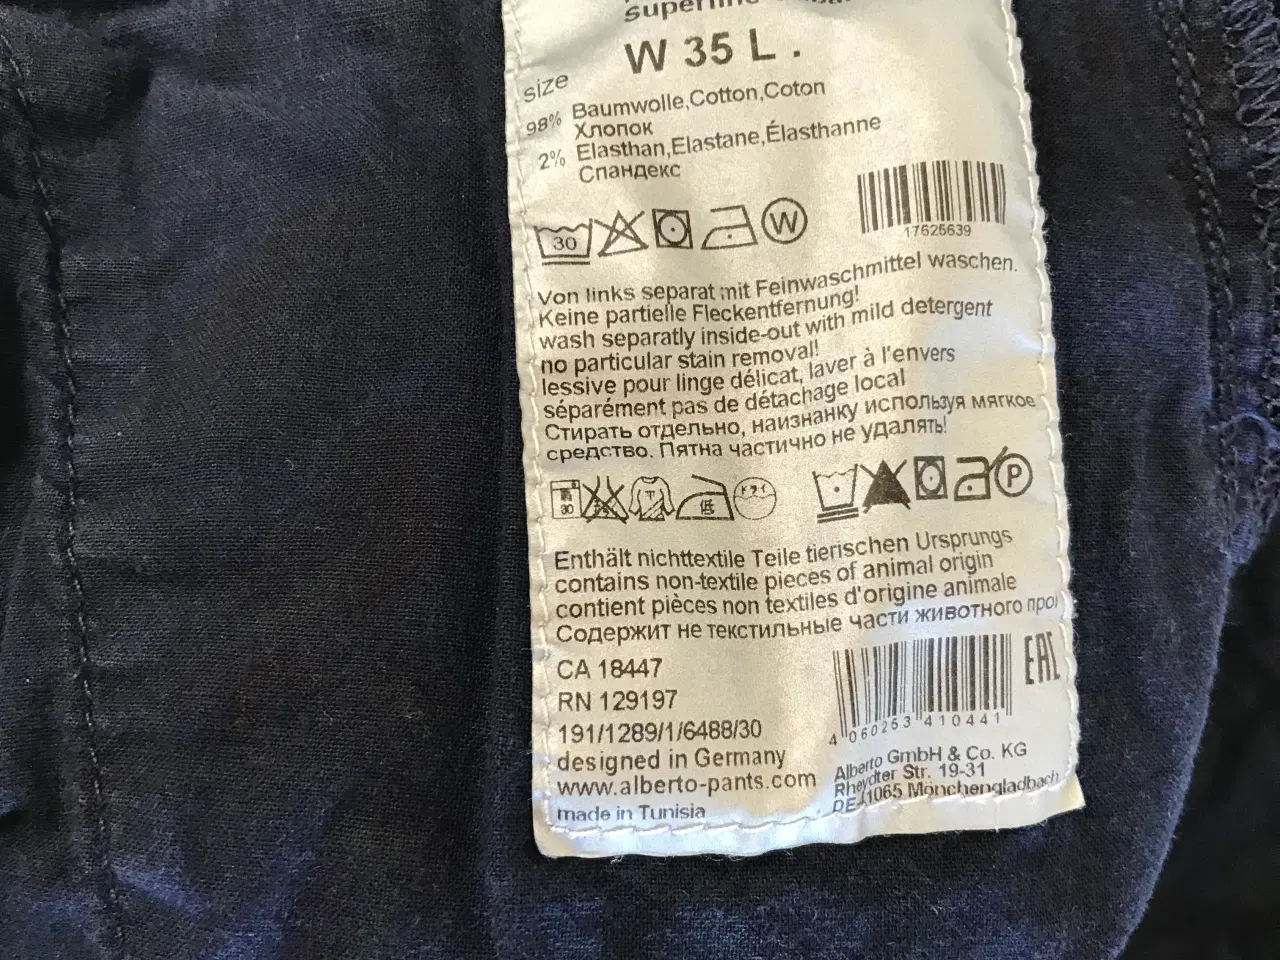 W 35 L .
size
98% Baumwolle,Cotton,Coton
Хлопок
2% Elasthan,Elastane,Élasthanne
Спандекс
30
W
17625639
Von links separat mit Feinwaschmittel waschen.
Keine partielle Fleckentfernung!
wash separatly inside-out with mild detergent
no particular stain removal!
lessive pour linge délicat, laver à l'envers
séparément pas de détachage local
Стирать отдельно, наизнанку используя мягкое
средство. Пятна частично не удалять!
30
低
P
Enthält nichttextile Teile tierischen Ursprungs
contains non-textile pieces of animal origin
contient pièces non textiles d'origine animale
Содержит не текстильные части животного
CA 18447
RN 129197
191/1289/1/6488/30
designed in Germany
www.alberto-pants.com
made in Tunisia
EAC
4 060253 410441
Alberto GmbH & Co. KG
Rheydter Str. 19-31
DE-41065 Mönchengladbach